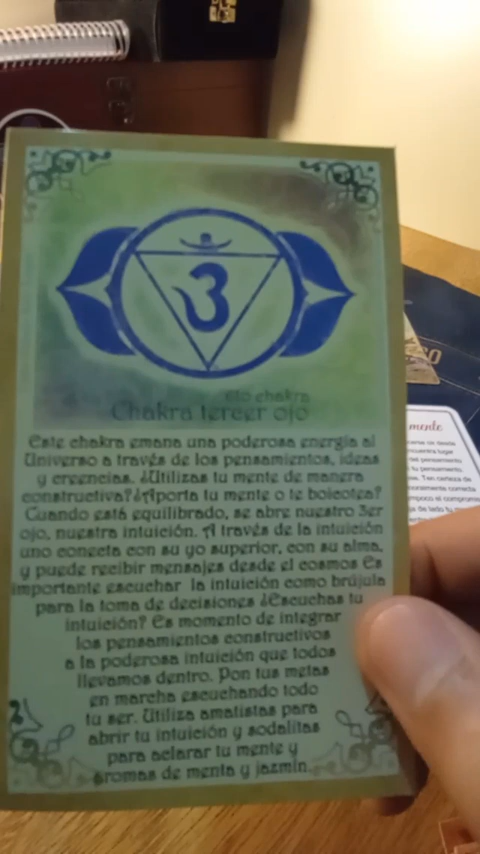 6to chakra
Chakra tercer ojo
Este chakra emana una poderosa energía al
Universo a través de los pensamientos, ideas
y creencias. ¿Utilizas tu mente de manera
constructiva?¿Aporta tu mente o te boicotea?
Cuando está equilibrado, se abre nuestro 3er
ojo, nuestra intuición. A través de la intuición
uno conecta con su yo superior, con su alma,
y puede recibir mensajes desde el cosmos Es
importante escuchar la intuición como brújula
para la toma de decisiones ¿Escuchas tu
intuición? Es momento de integrar
los pensamientos constructivos
a la poderosa intuición que todos
llevamos dentro. Pon tus metas
en marcha escuchando todo
tu ser. Utiliza amatistas para
abrir tu intuición y sodalitas
para aclarar tu mente y
aromas de menta y jazmín.
mente